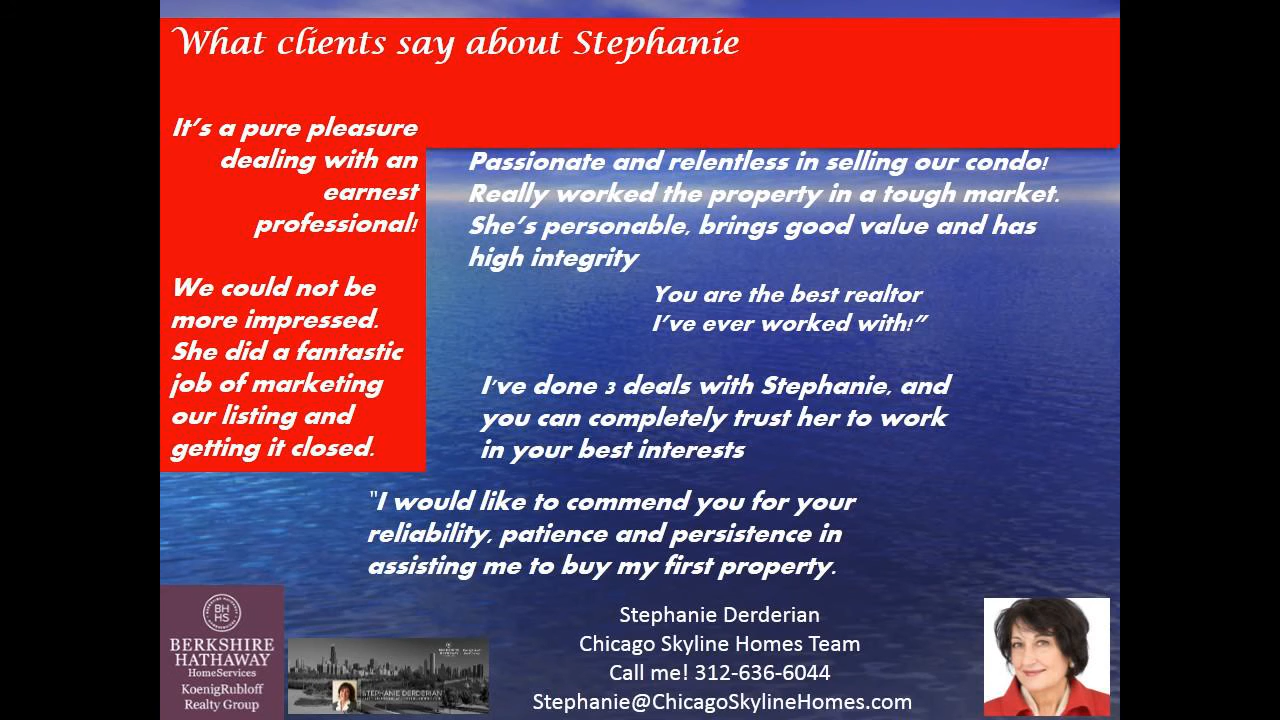 What clients say about Stephanie
It's a pure pleasure
dealing with an
earnest
professional!
We could not be
more impressed.
She did a fantastic
job of marketing
our listing and
getting it closed.
Passionate and relentless in selling our condo!
Really worked the property in a tough market.
She's personable, brings good value and has
high integrity
You are the best realtor
I've ever worked with!”
I've done 3 deals with Stephanie, and
you can completely trust her to work
in your best interests
"I would like to commend you for your
reliability, patience and persistence in
assisting me to buy my first property.
BH
HS
BERKSHIRE
HATHAWAY
HomeServices
KoenigRubloff
Realty Group
STEPHANIE DERDERIAN
Stephanie Derderian
Chicago Skyline Homes Team
Call me! 312-636-6044
Stephanie@ChicagoSkylineHomes.com